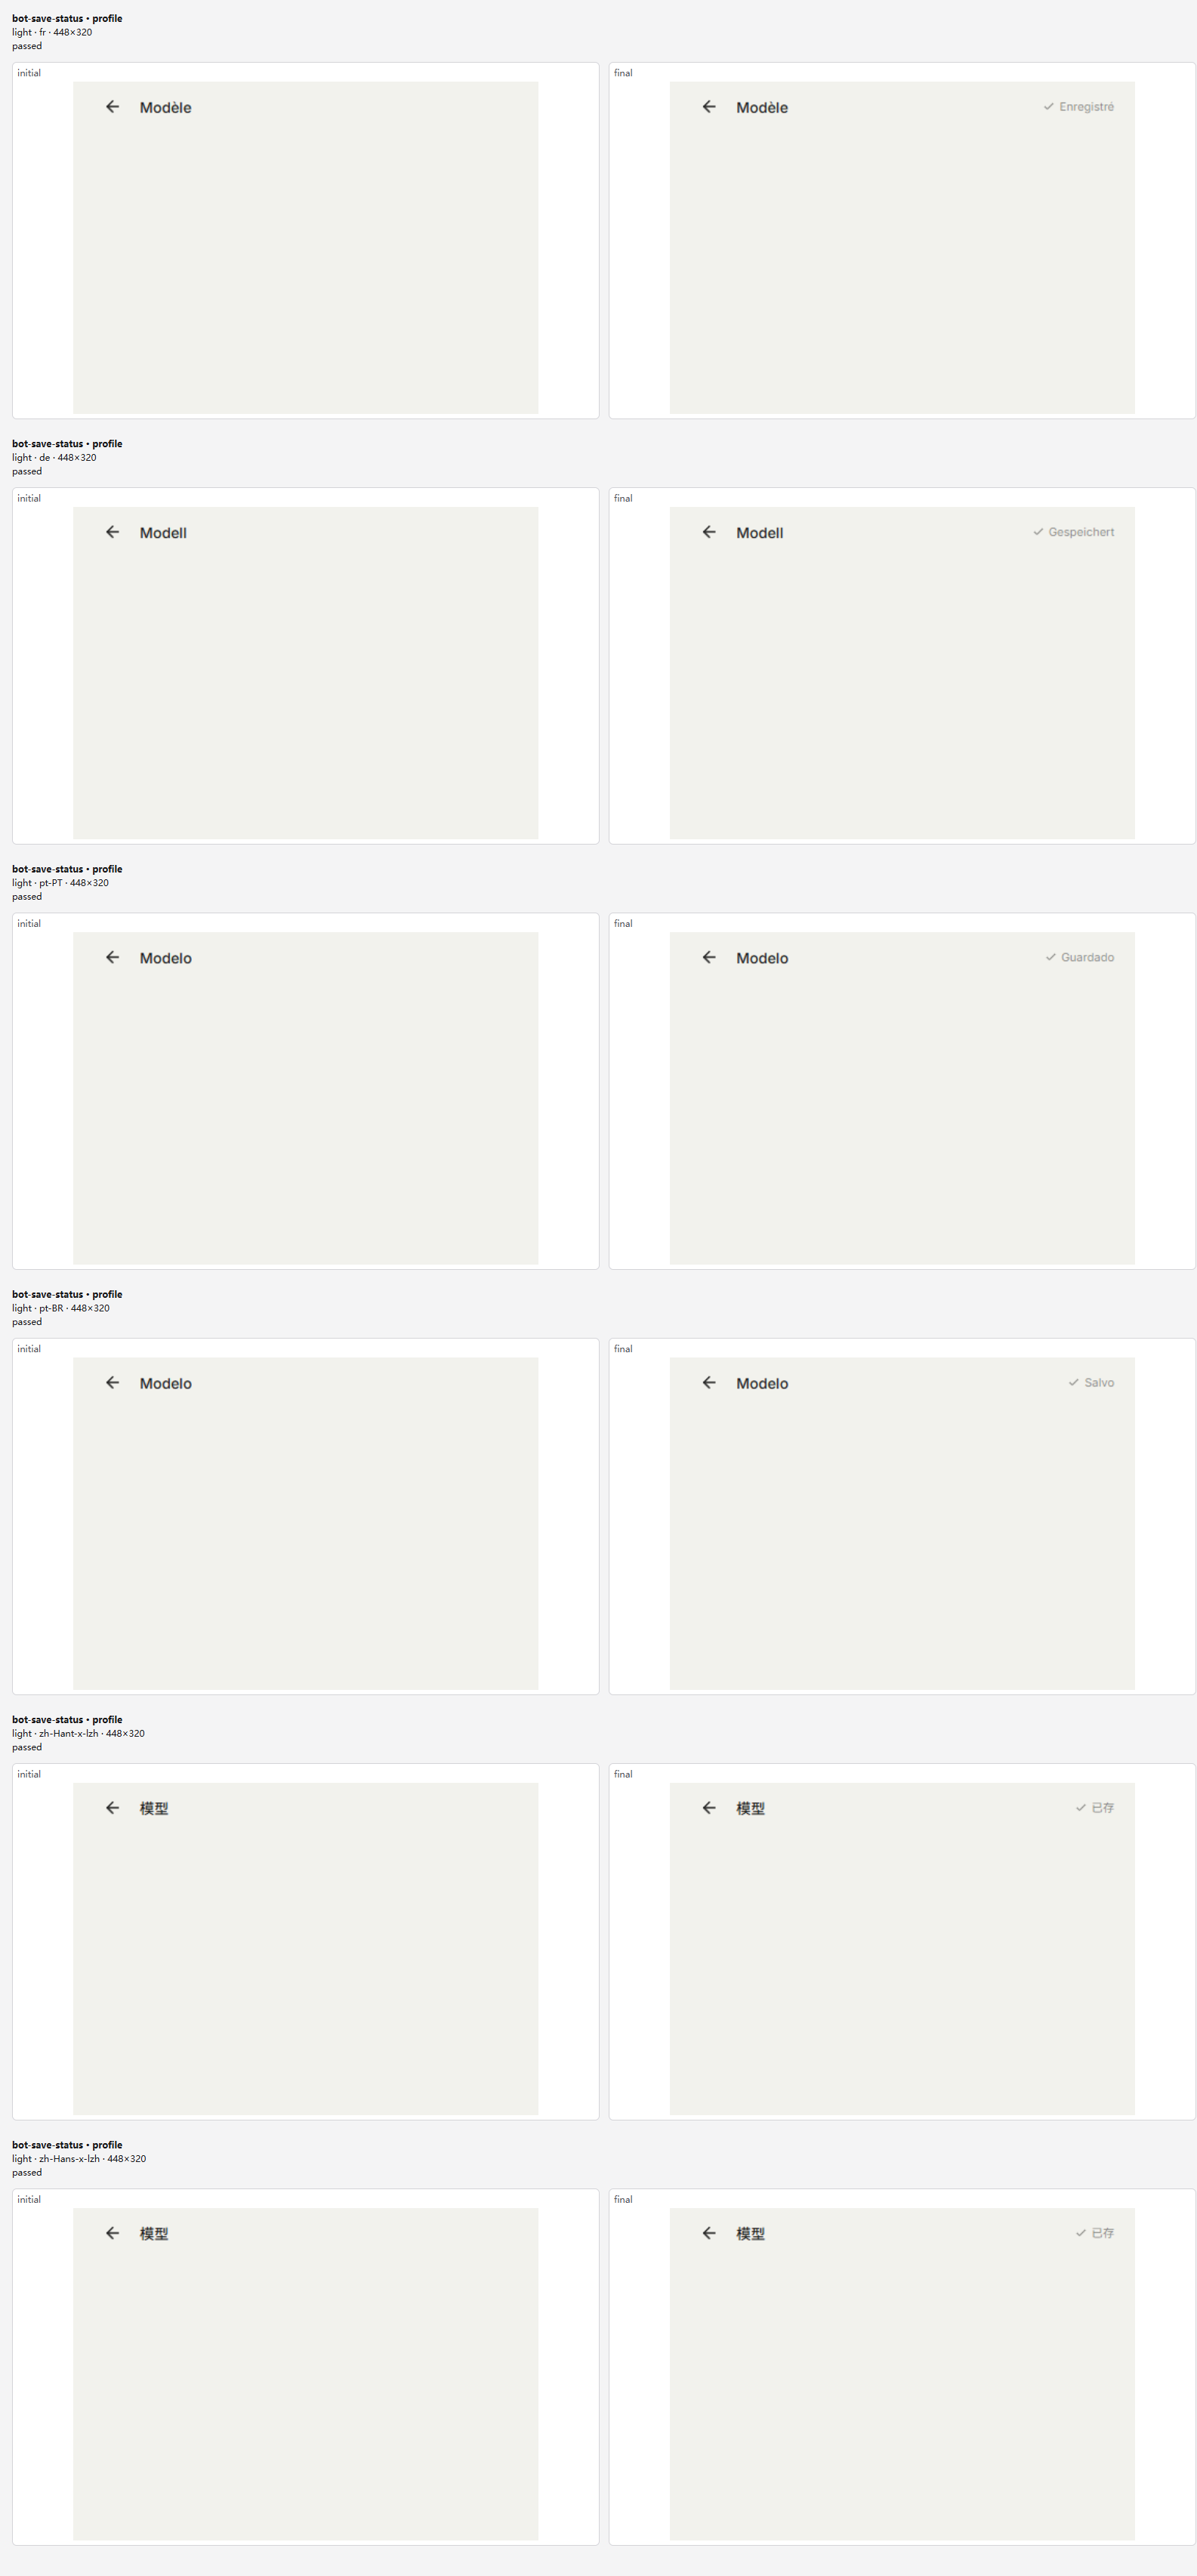 bot-save-status • profile
light · fr · 448×320
passed
initial
Modèle
final
Modèle
Enregistré
bot-save-status • profile
light · de · 448×320
passed
initial
Modell
final
Modell
Gespeichert
bot-save-status • profile
light · pt-PT · 448×320
passed
initial
Modelo
final
Modelo
Guardado
bot-save-status • profile
light · pt-BR · 448×320
passed
initial
Modelo
final
Modelo
Salvo
bot-save-status • profile
light · zh-Hant-x-lzh · 448×320
passed
initial
模型
final
模型
已存
bot-save-status • profile
light · zh-Hans-x-lzh · 448×320
passed
initial
模型
final
模型
已存